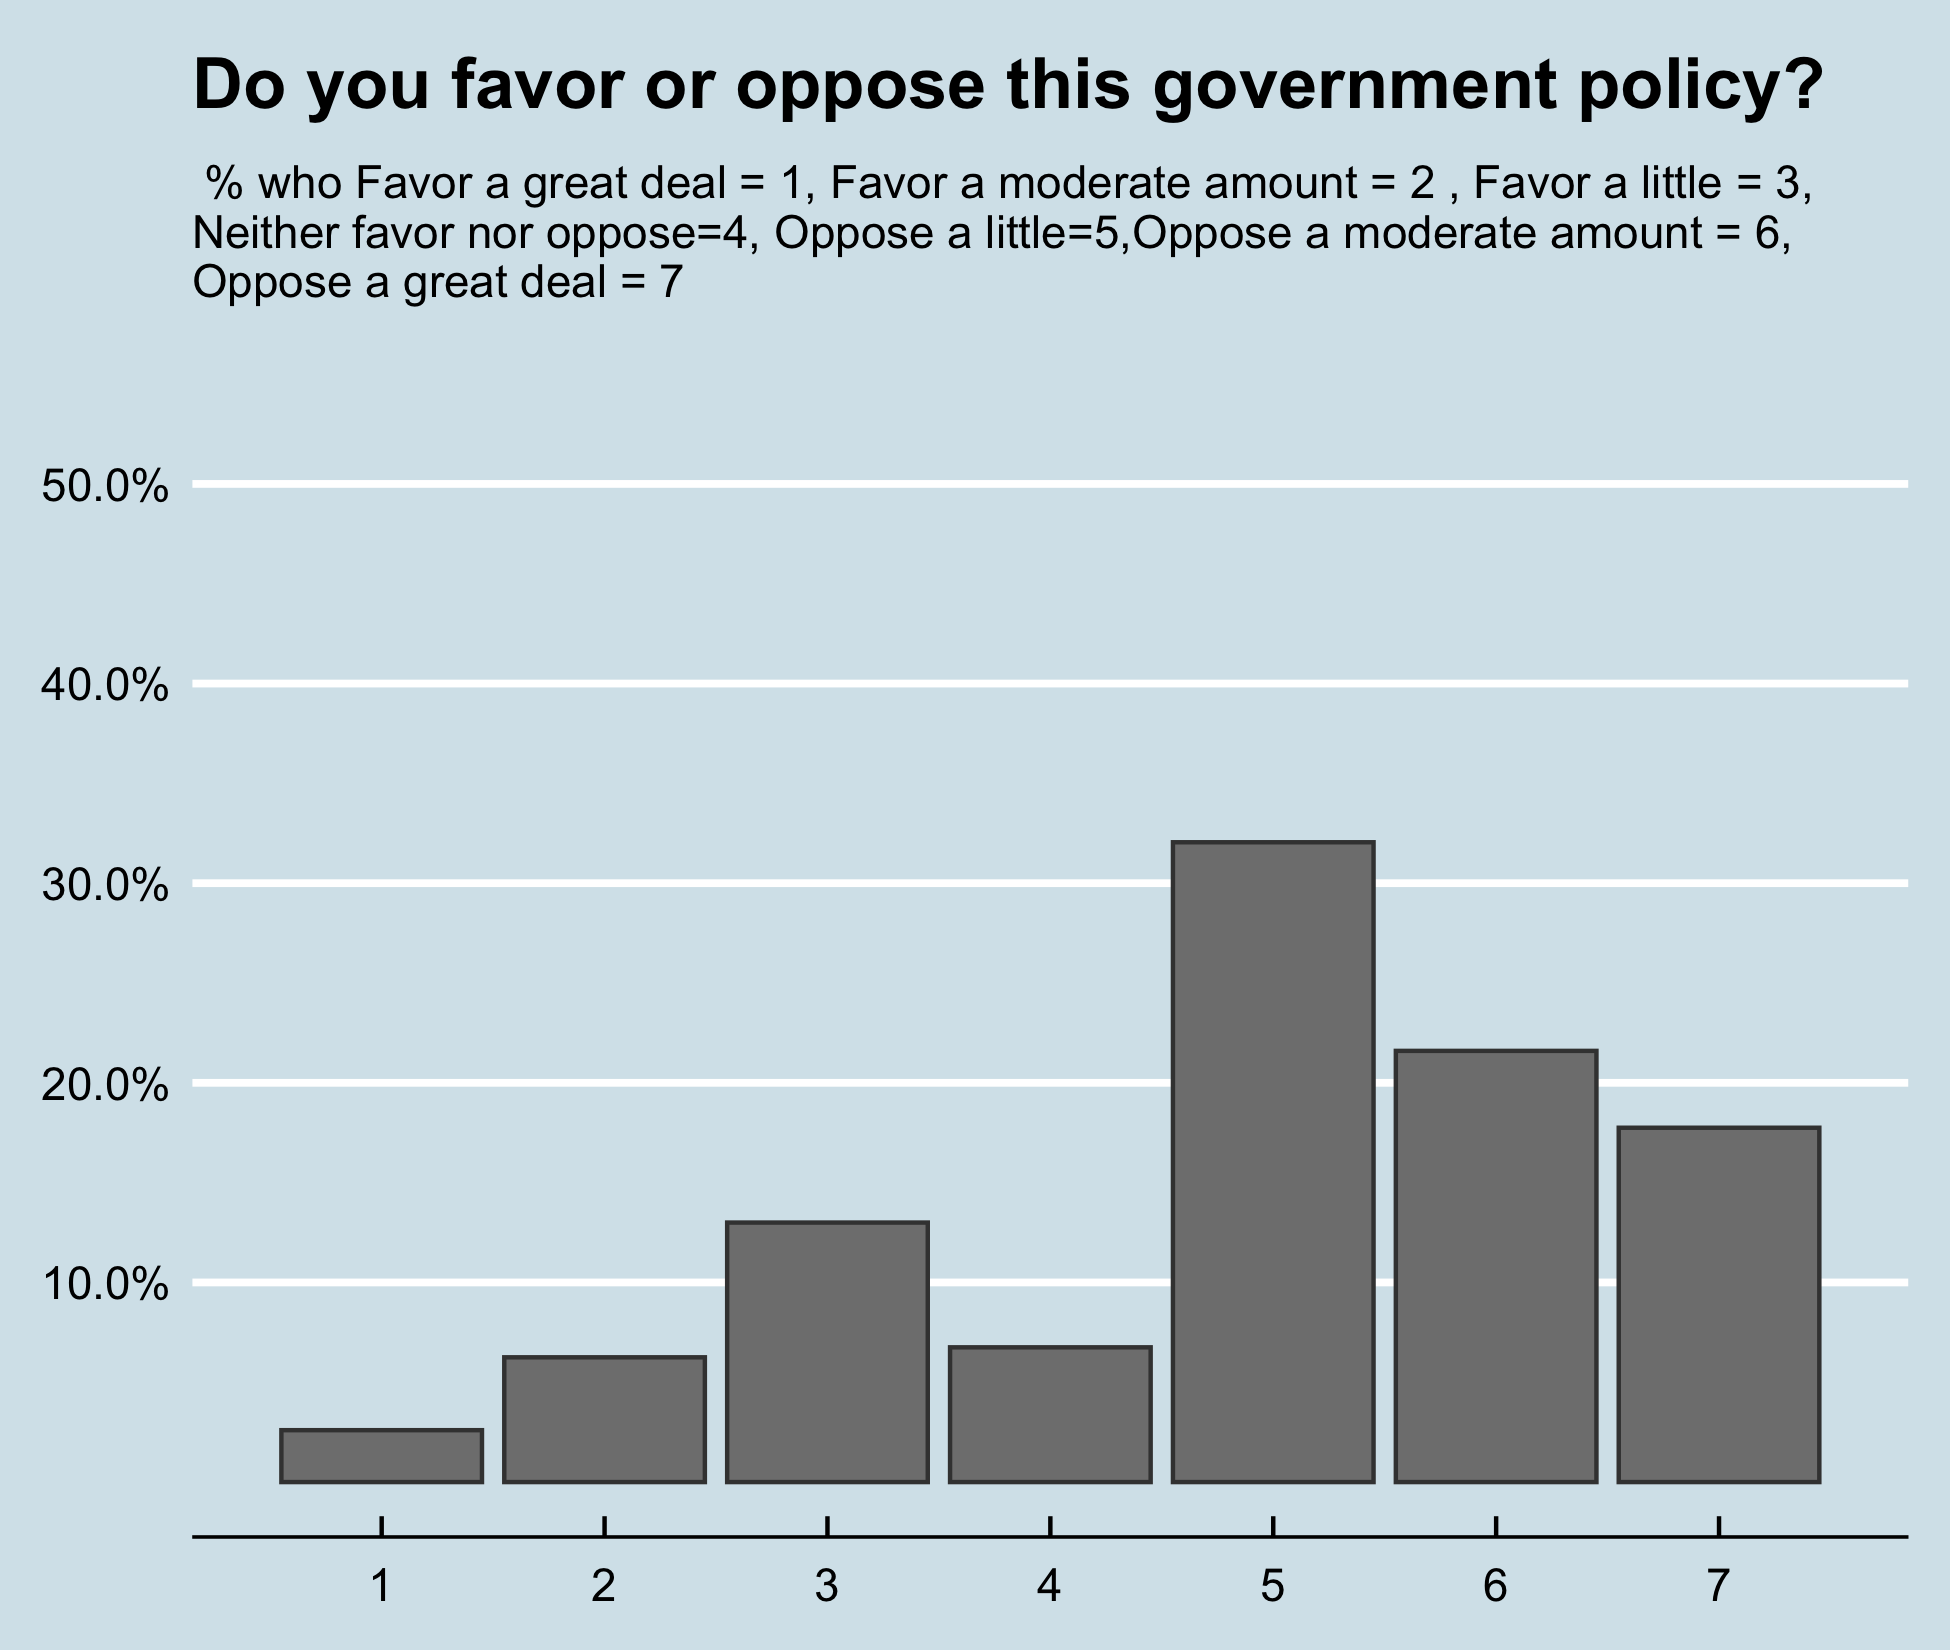 Do you favor or oppose this government policy?
% who Favor a great deal = 1, Favor a moderate amount = 2 , Favor a little = 3,
Neither favor nor oppose=4, Oppose a little=5,Oppose a moderate amount = 6,
Oppose a great deal = 7
50.0%
40.0%
30.0%
20.0%
10.0%
1 2 3 4 5 6 7